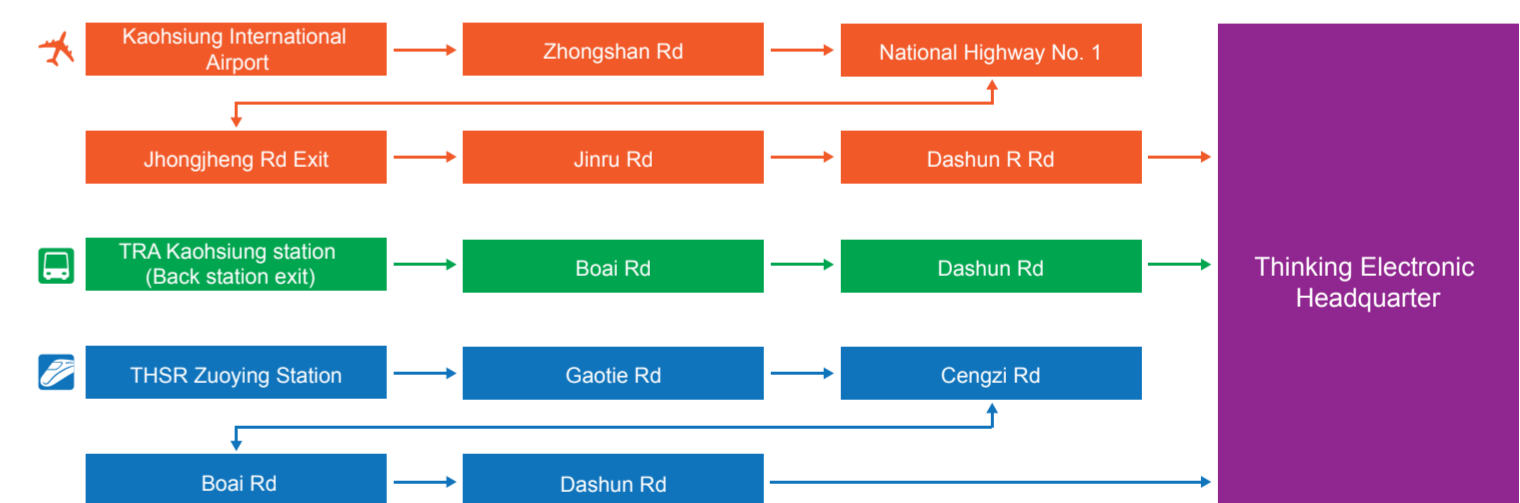 Kaohsiung International
Airport
Zhongshan Rd
National Highway No. 1
Jhongjheng Rd Exit
Jinru Rd
Dashun R Rd
TRA Kaohsiung station
(Back station exit)
Boai Rd
Dashun Rd
THSR Zuoying Station
Gaotie Rd
Cengzi Rd
Boai Rd
Dashun Rd
Thinking Electronic
Headquarter